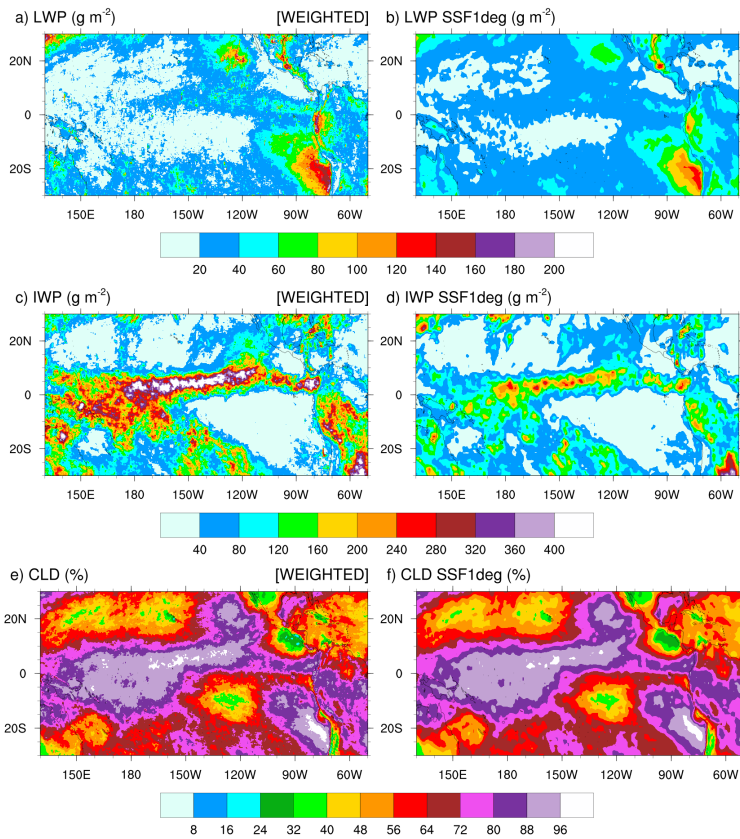 a) LWP (g m-2) [WEIGHTED]
b) LWP SSF1deg (g m-2)
20N
0
20S
150E 180 150W 120W 90W 60W
20N
0
20S
150E 180 150W 120W 90W 60W
20 40 60 80 100 120 140 160 180 200
c) IWP (g m-2) [WEIGHTED]
d) IWP SSF1deg (g m-2)
20N
0
20S
150E 180 150W 120W 90W 60W
20N
0
20S
150E 180 150W 120W 90W 60W
40 80 120 160 200 240 280 320 360 400
e) CLD (%) [WEIGHTED]
f) CLD SSF1deg (%)
20N
0
20S
150E 180 150W 120W 90W 60W
20N
0
20S
150E 180 150W 120W 90W 60W
8 16 24 32 40 48 56 64 72 80 88 96